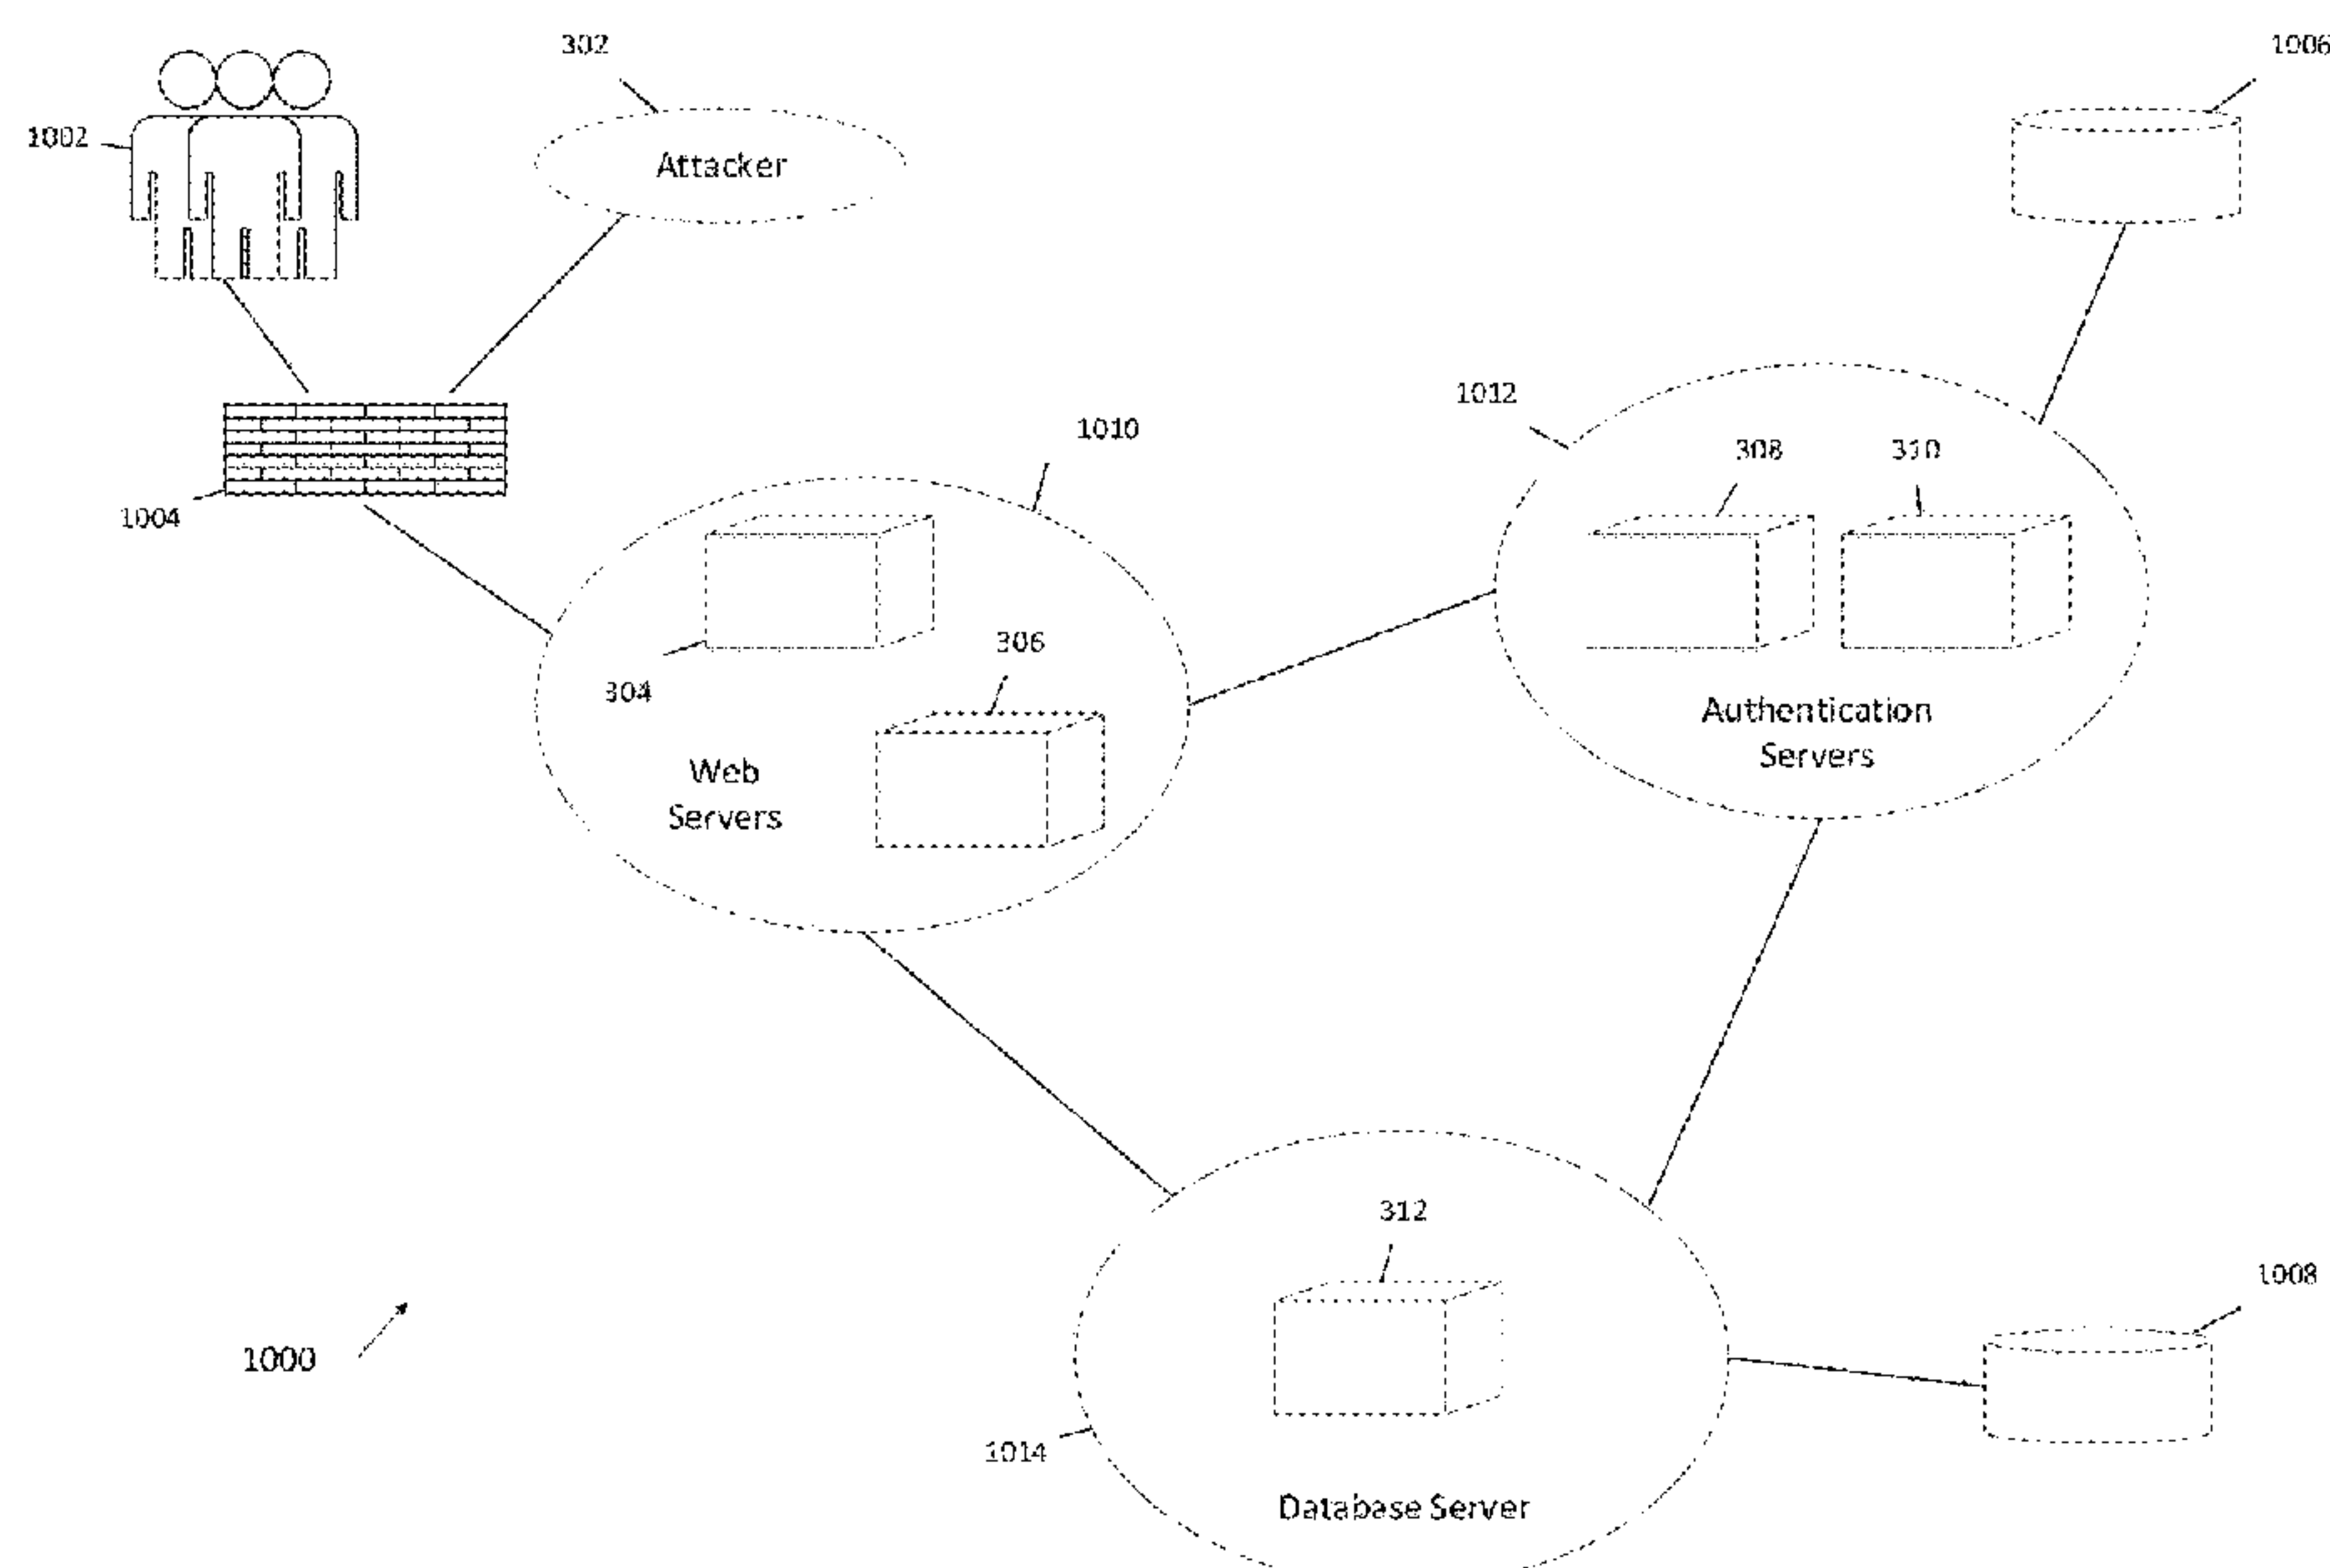 302
1006
1002
Attacker
1012
1010
308
310
1004
306
304
Authentication
Servers
Web
Servers
312
1008
1000
1014
Database Server